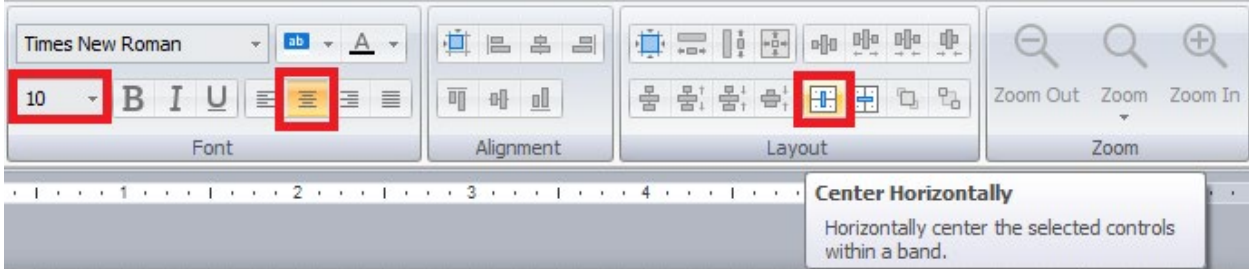 Times New Roman ab A
10 B I U Zoom Out Zoom Zoom In
Font Alignment Layout Zoom
1 2 3 4
Center Horizontally
Horizontally center the selected controls
within a band.